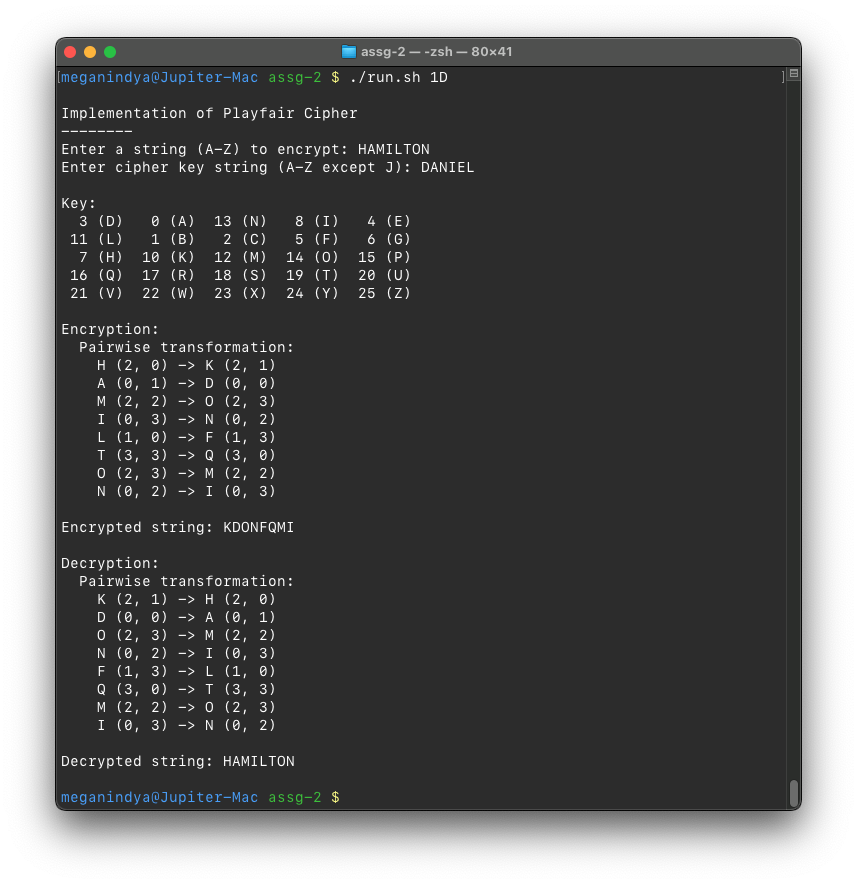 assg-2 — -zsh — 80×41
[meganindya@Jupiter-Mac assg-2 $ ./run.sh 1D ]
Implementation of Playfair Cipher
--------
Enter a string (A-Z) to encrypt: HAMILTON
Enter cipher key string (A-Z except J): DANIEL
Key:
3 (D) 0 (A) 13 (N) 8 (I) 4 (E)
11 (L) 1 (B) 2 (C) 5 (F) 6 (G)
7 (H) 10 (K) 12 (M) 14 (O) 15 (P)
16 (Q) 17 (R) 18 (S) 19 (T) 20 (U)
21 (V) 22 (W) 23 (X) 24 (Y) 25 (Z)
Encryption:
Pairwise transformation:
H (2, 0) -> K (2, 1)
A (0, 1) -> D (0, 0)
M (2, 2) -> O (2, 3)
I (0, 3) -> N (0, 2)
L (1, 0) -> F (1, 3)
T (3, 3) -> Q (3, 0)
O (2, 3) -> M (2, 2)
N (0, 2) -> I (0, 3)
Encrypted string: KDONFQMI
Decryption:
Pairwise transformation:
K (2, 1) -> H (2, 0)
D (0, 0) -> A (0, 1)
O (2, 3) -> M (2, 2)
N (0, 2) -> I (0, 3)
F (1, 3) -> L (1, 0)
Q (3, 0) -> T (3, 3)
M (2, 2) -> O (2, 3)
I (0, 3) -> N (0, 2)
Decrypted string: HAMILTON
meganindya@Jupiter-Mac assg-2 $